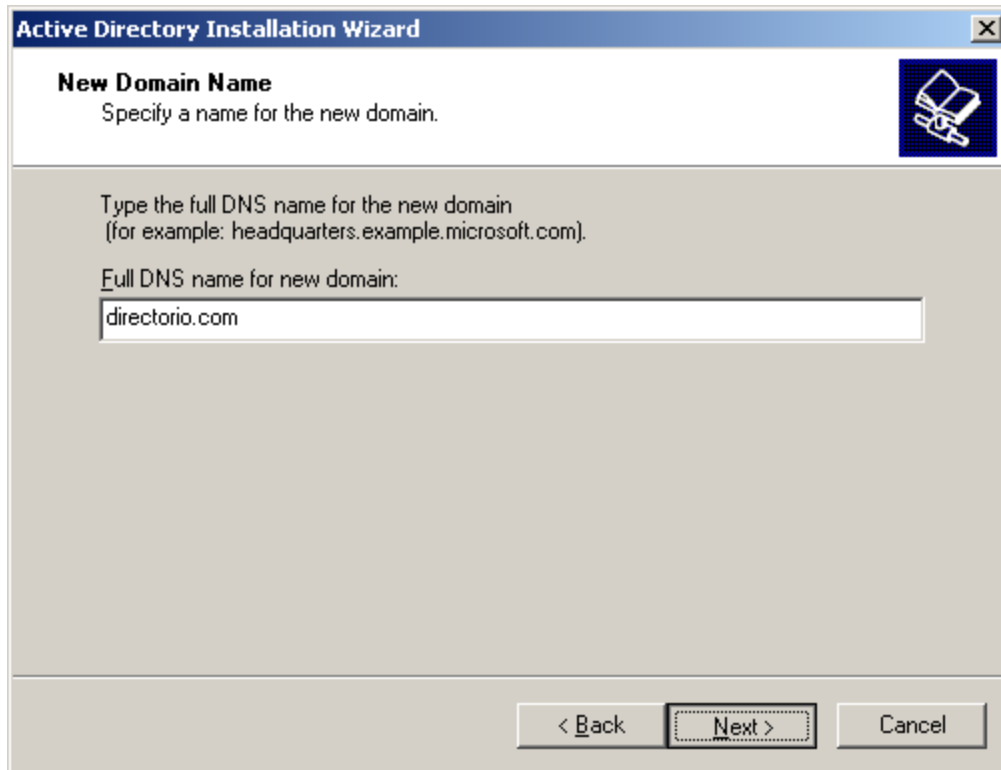 Active Directory Installation Wizard
New Domain Name
Specify a name for the new domain.
Type the full DNS name for the new domain
(for example: headquarters.example.microsoft.com).
Full DNS name for new domain:
directorio.com
< Back Next > Cancel